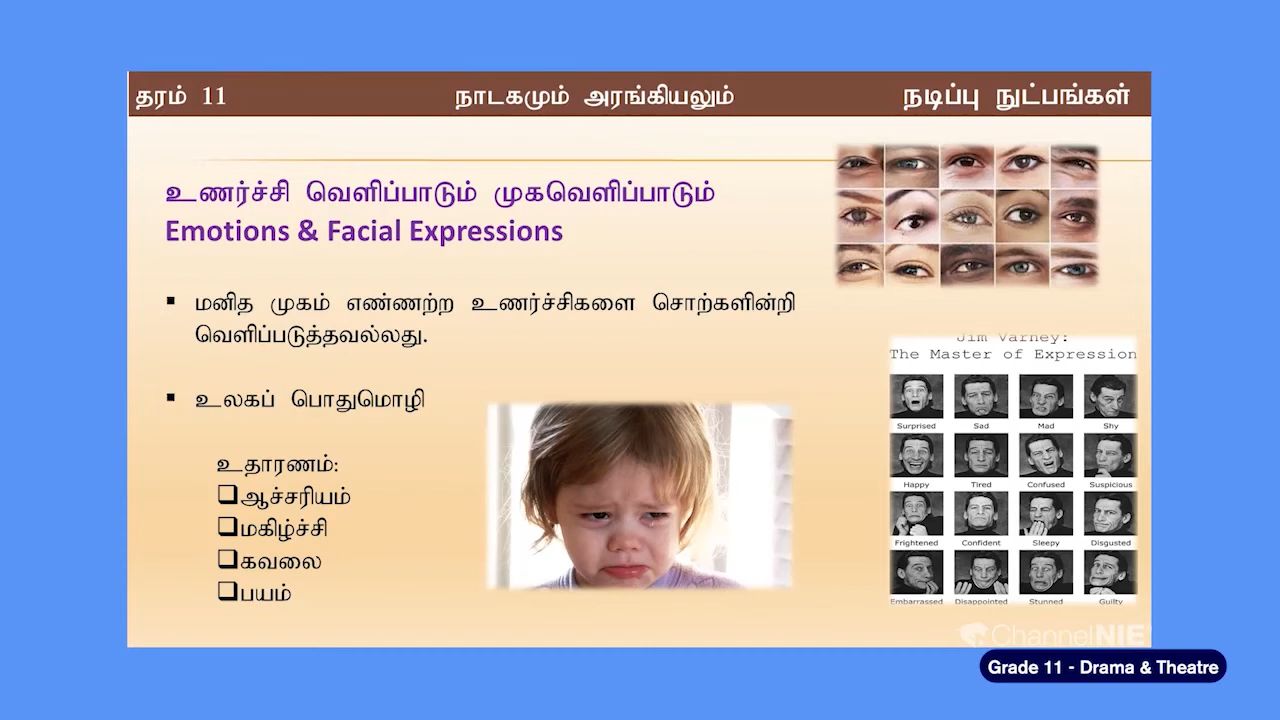 தரம் 11
நாடகமும் அரங்கியலும்
நடிப்பு நுட்பங்கள்
உணர்ச்சி வெளிப்பாடும் முகவெளிப்பாடும்
Emotions & Facial Expressions
மனித முகம் எண்ணற்ற உணர்ச்சிகளை சொற்களின்றி
வெளிப்படுத்தவல்லது.
உலகப் பொதுமொழி
உதாரணம்:
ஆச்சரியம்
மகிழ்ச்சி
கவலை
பயம்
Jim Varney:
The Master of Expression
Surprised Sad Mad Shy
Happy Tired Confused Suspicious
Frightened Confident Sleepy Disgusted
Embarrassed Disappointed Stunned Guilty
ChannelNIE
Grade 11 - Drama & Theatre